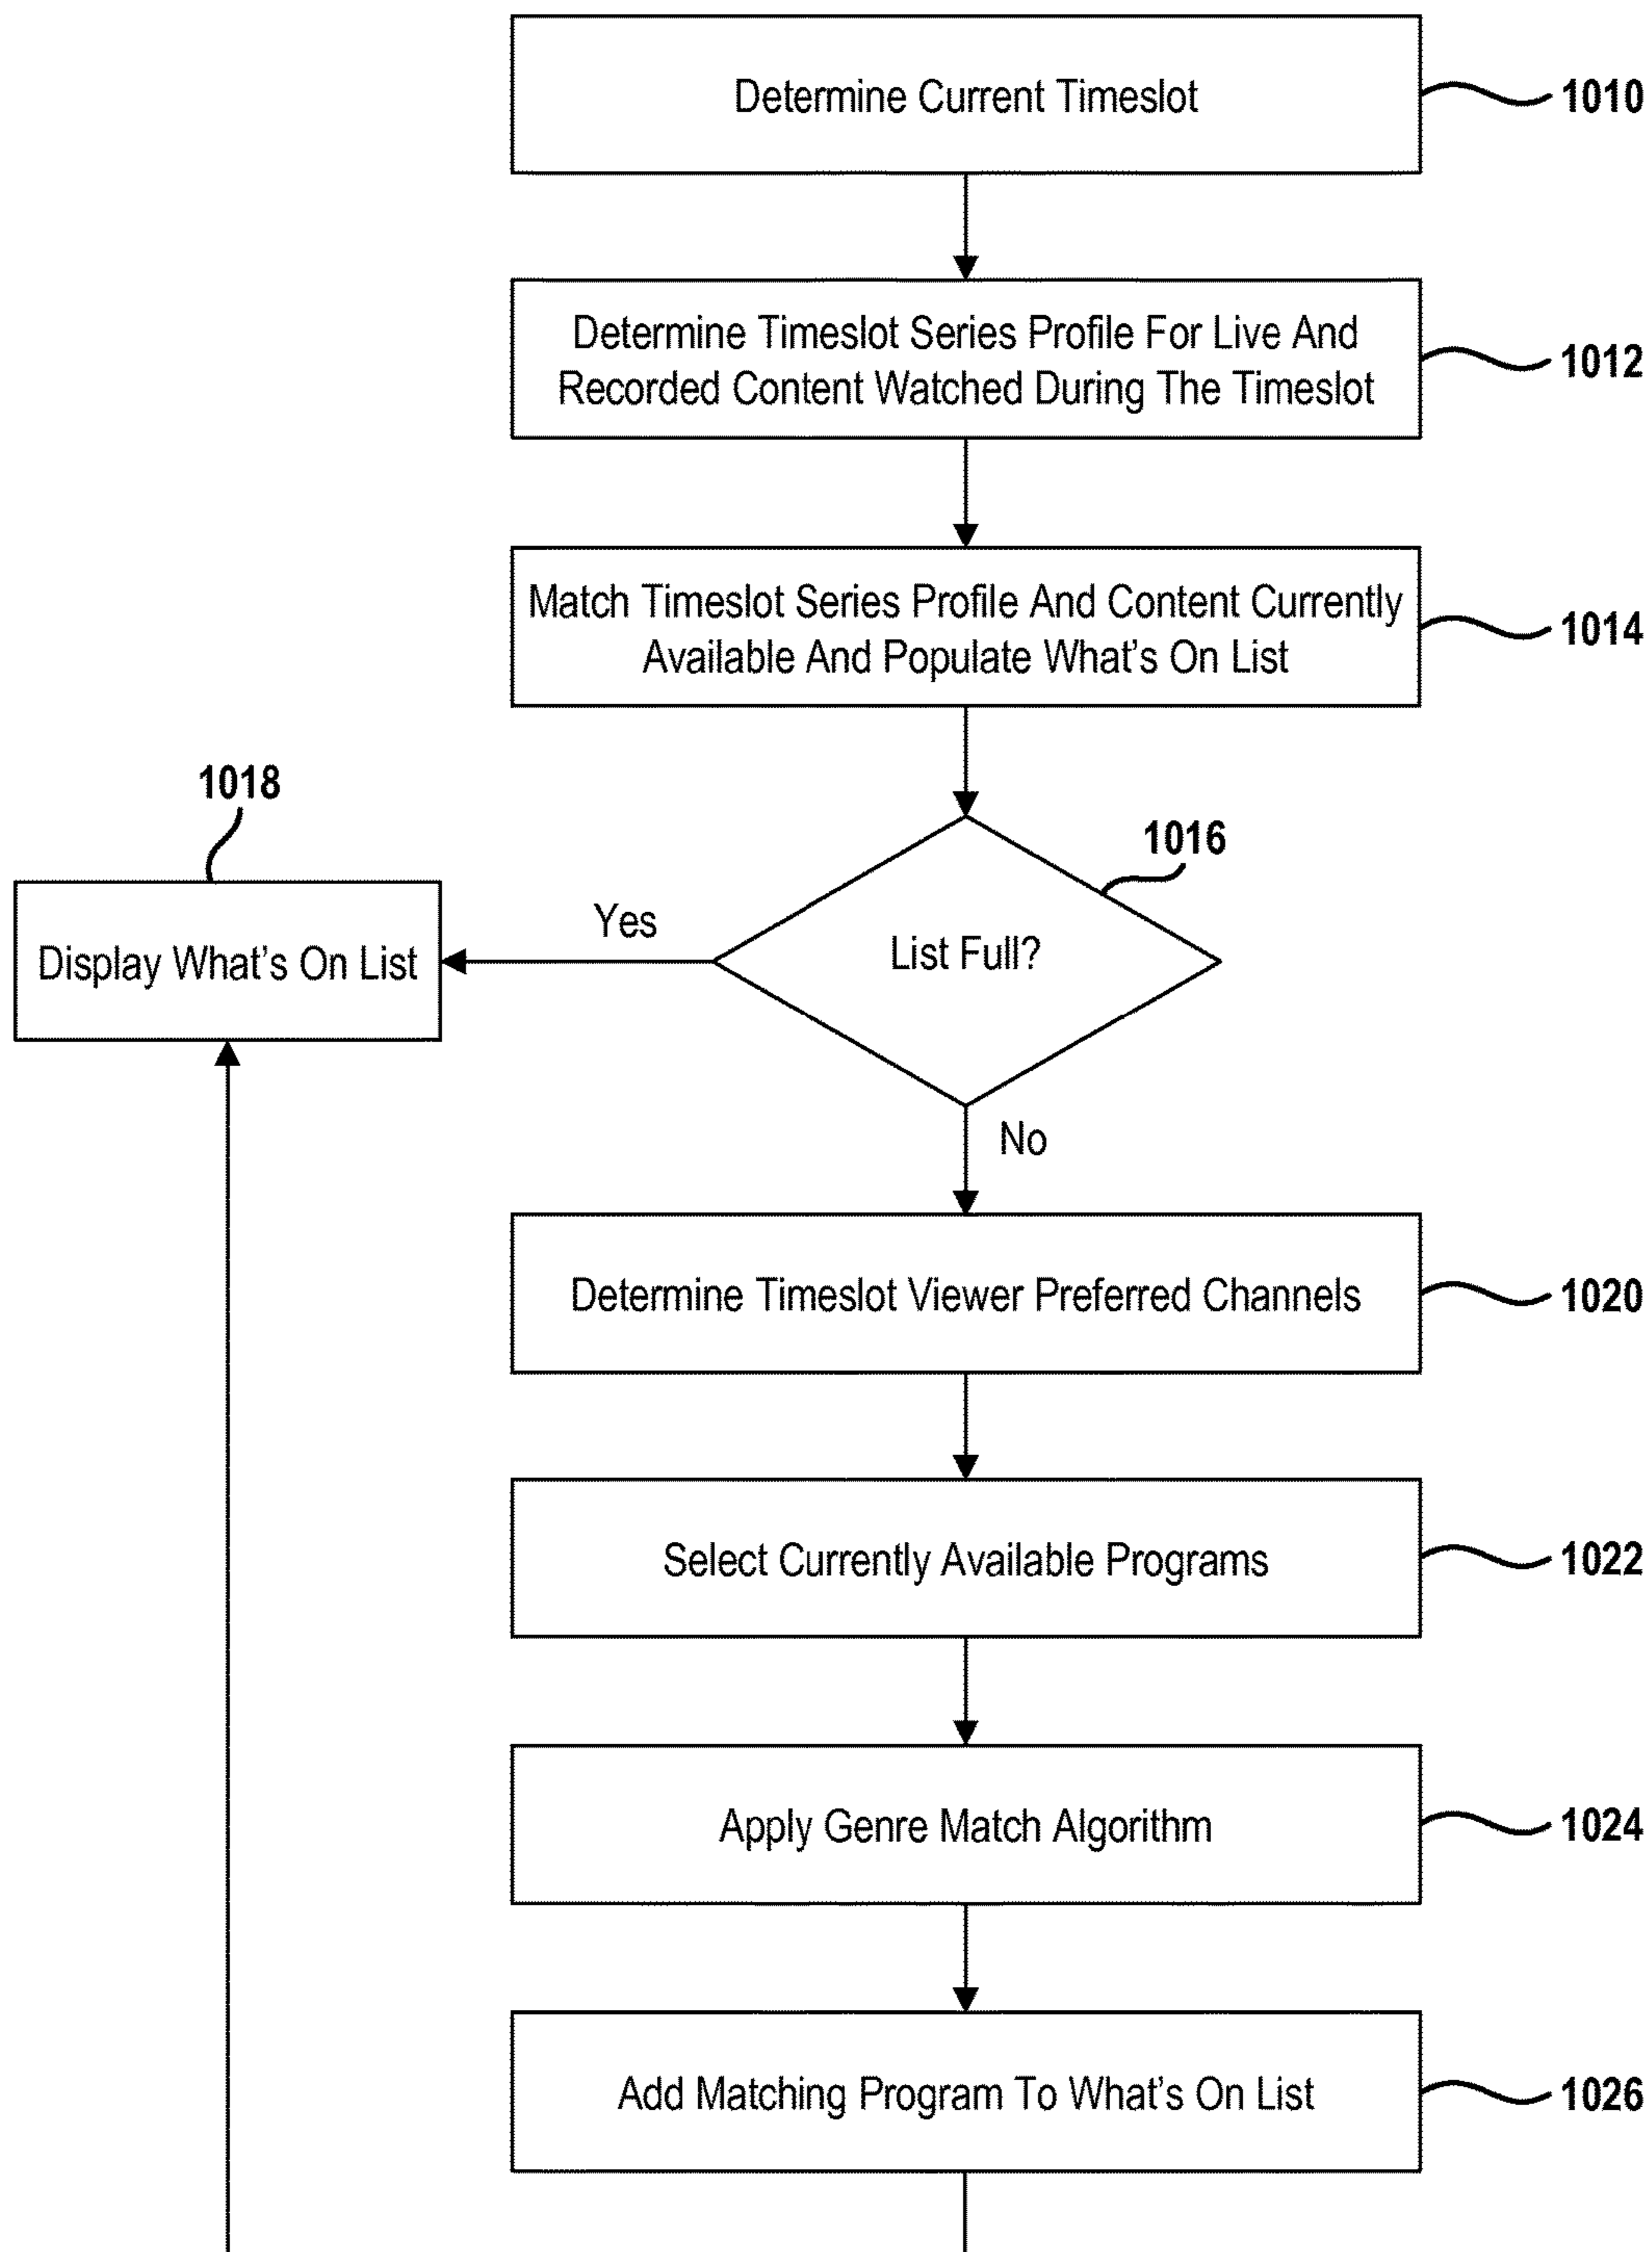 Determine Current Timeslot
1010
Determine Timeslot Series Profile For Live And
Recorded Content Watched During The Timeslot
1012
Match Timeslot Series Profile And Content Currently
Available And Populate What's On List
1014
1018
1016
Display What's On List
Yes
List Full?
No
Determine Timeslot Viewer Preferred Channels
1020
Select Currently Available Programs
1022
Apply Genre Match Algorithm
1024
Add Matching Program To What's On List
1026